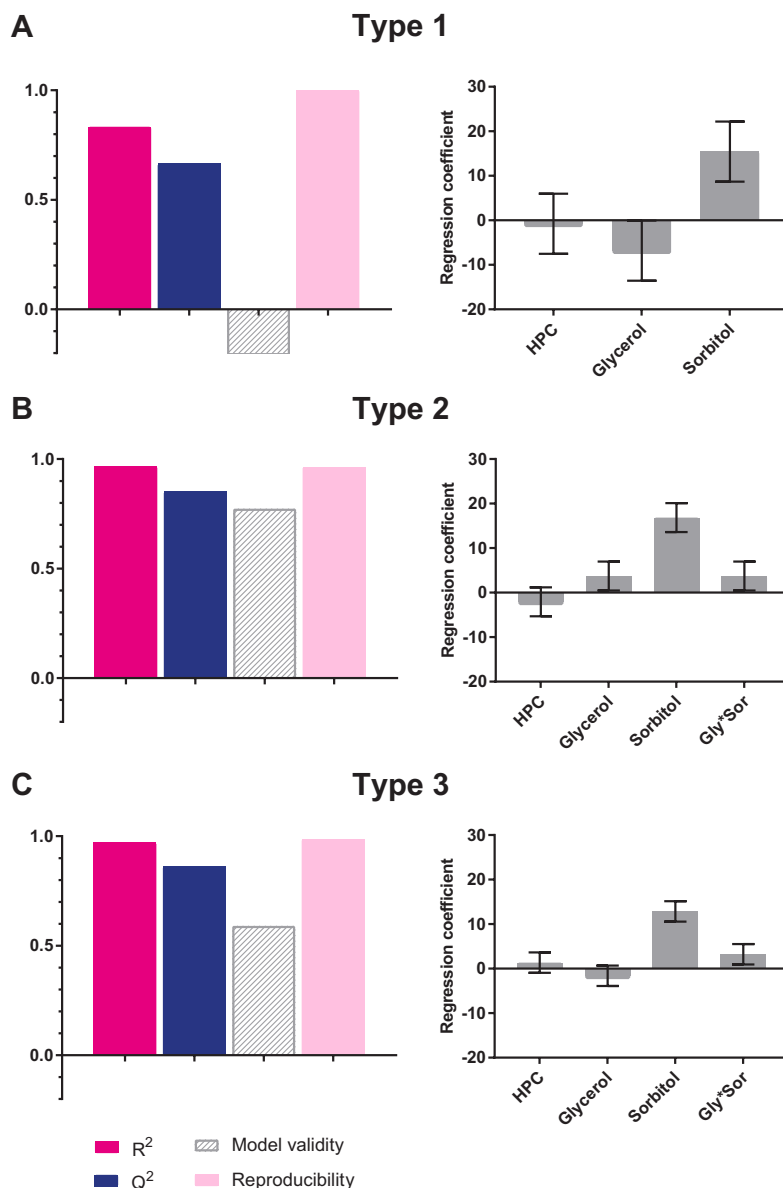 A
Type 1
1.0
0.5
0.0
Regression coefficient
30
20
10
0
-10
-20
HPC
Glycerol
Sorbitol
B
Type 2
1.0
0.5
0.0
Regression coefficient
30
20
10
0
-10
-20
HPC
Glycerol
Sorbitol
Gly*Sor
C
Type 3
1.0
0.5
0.0
Regression coefficient
30
20
10
0
-10
-20
HPC
Glycerol
Sorbitol
Gly*Sor
R²
Model validity
Q²
Reproducibility